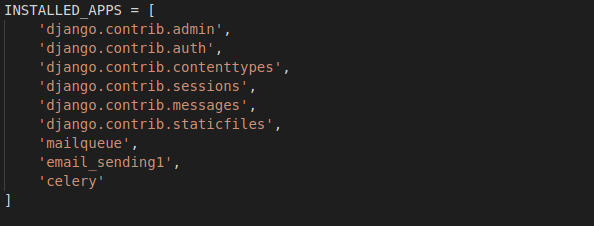 INSTALLED_APPS = [
    'django.contrib.admin',
    'django.contrib.auth',
    'django.contrib.contenttypes',
    'django.contrib.sessions',
    'django.contrib.messages',
    'django.contrib.staticfiles',
    'mailqueue',
    'email_sending1',
    'celery'
]